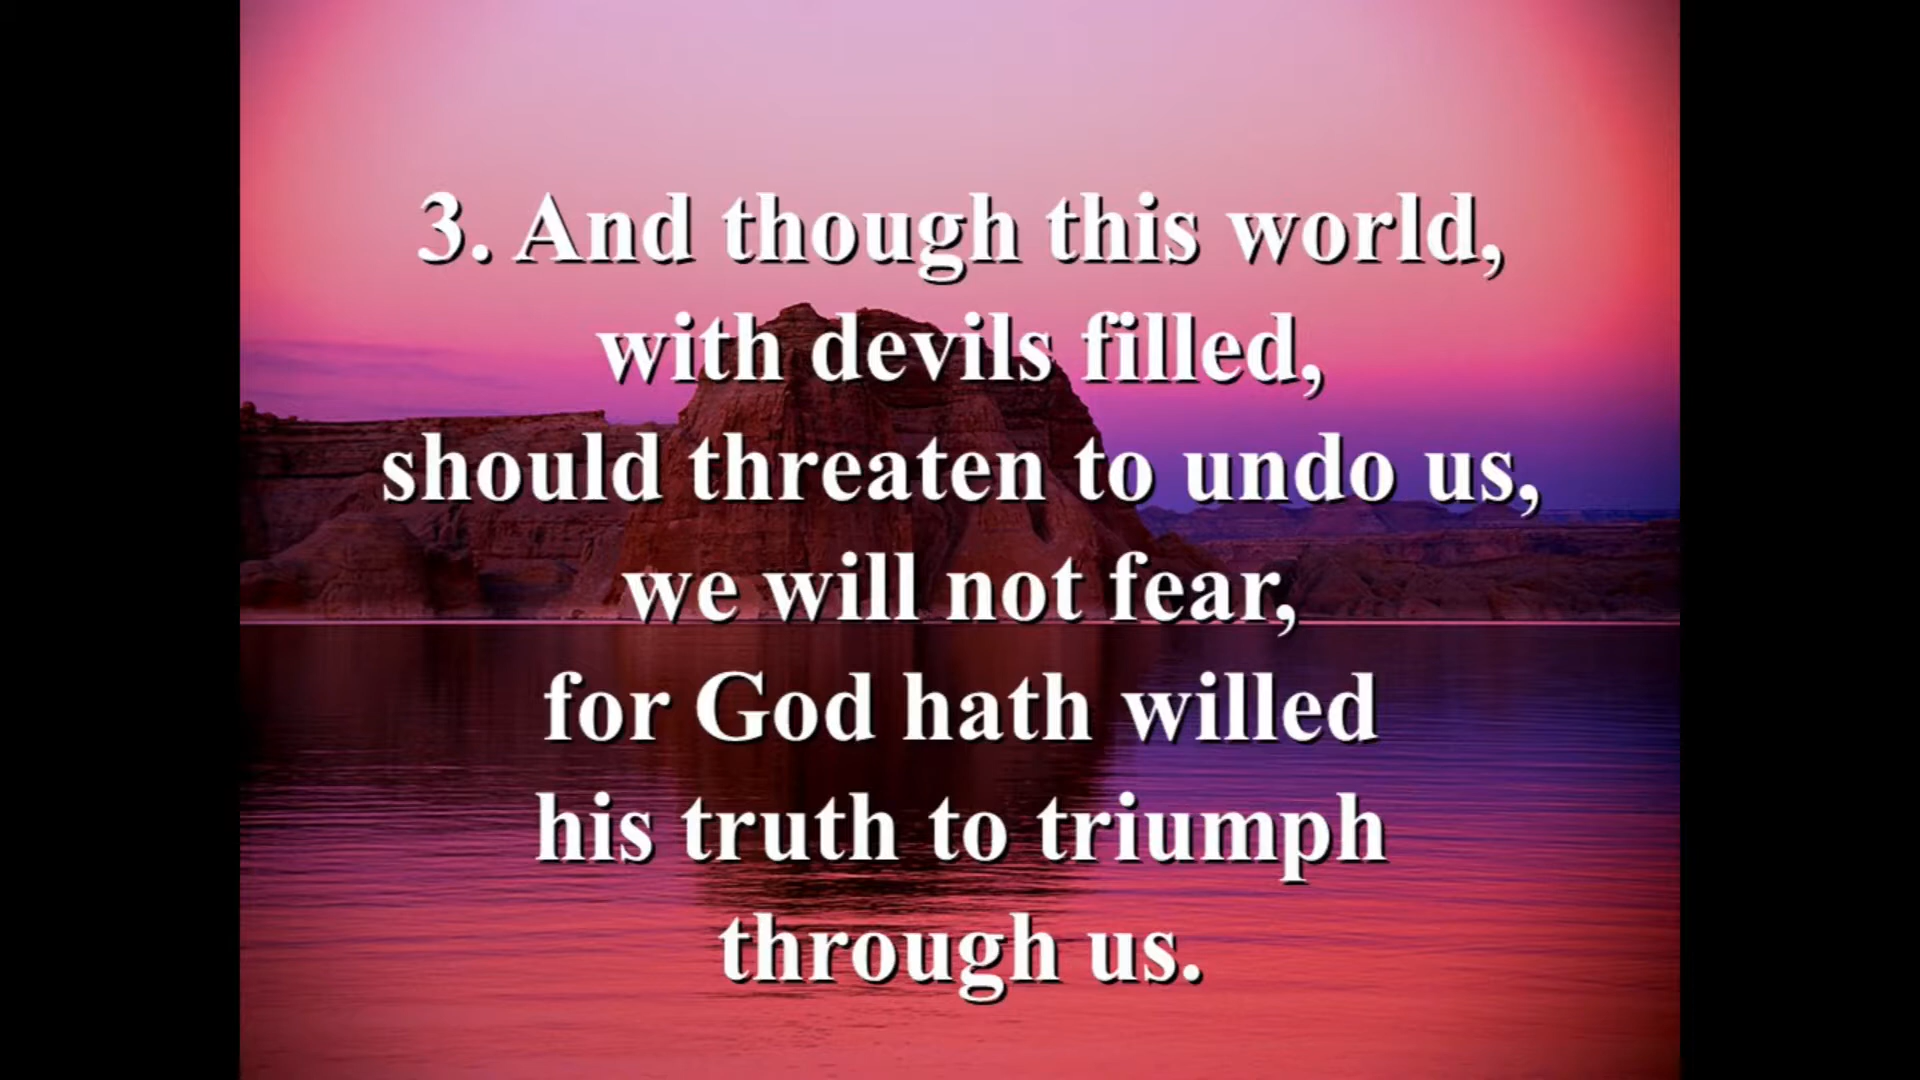 3. And though this world,
with devils filled,
should threaten to undo us,
we will not fear,
for God hath willed
his truth to triumph
through us.